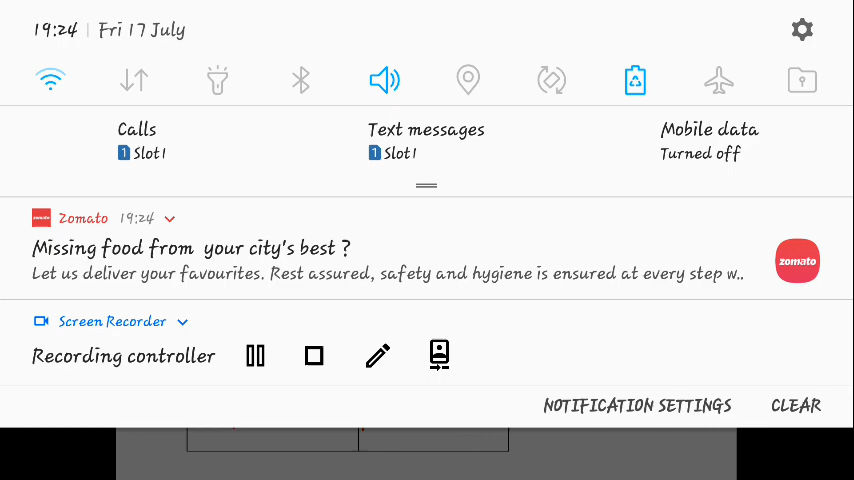 19:24 | Fri 17 July
Calls
1 Slot1
Text messages
1 Slot1
Mobile data
Turned off
zomato Zomato 19:24
Missing food from your city's best ?
Let us deliver your favourites. Rest assured, safety and hygiene is ensured at every step w..
zomato
Screen Recorder
Recording controller
NOTIFICATION SETTINGS CLEAR